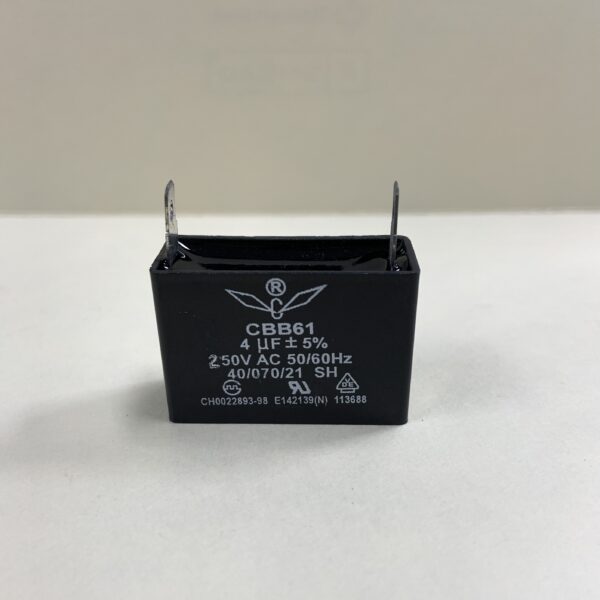 ®
C
CBB61
4 µF ± 5%
250V AC 50/60Hz
40/070/21 SH
CH0022893-98 E142139(N) 113688